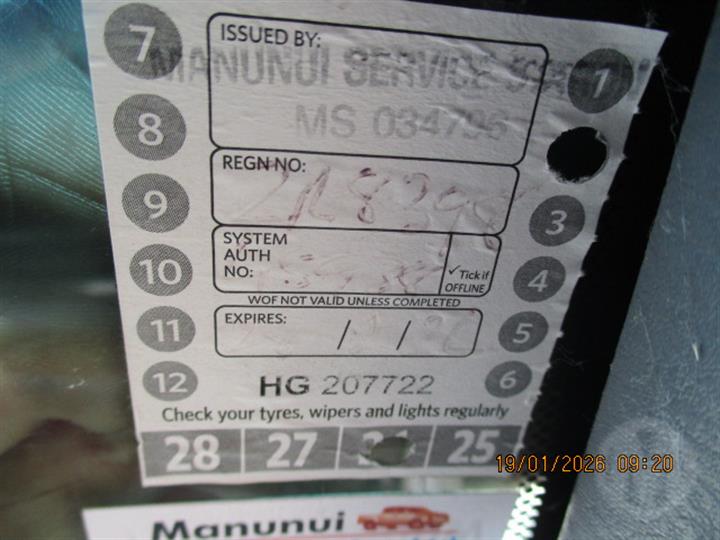 7
ISSUED BY:
MANUNUI SERVICE
1
8
MS 034796
REGN NO:
9
3
SYSTEM
AUTH
NO:
✓Tick if
OFFLINE
10
4
WOF NOT VALID UNLESS COMPLETED
11
EXPIRES: / /
5
12
HG 207722
6
Check your tyres, wipers and lights regularly
28 27 25
19/01/2026 09:20
Manunui